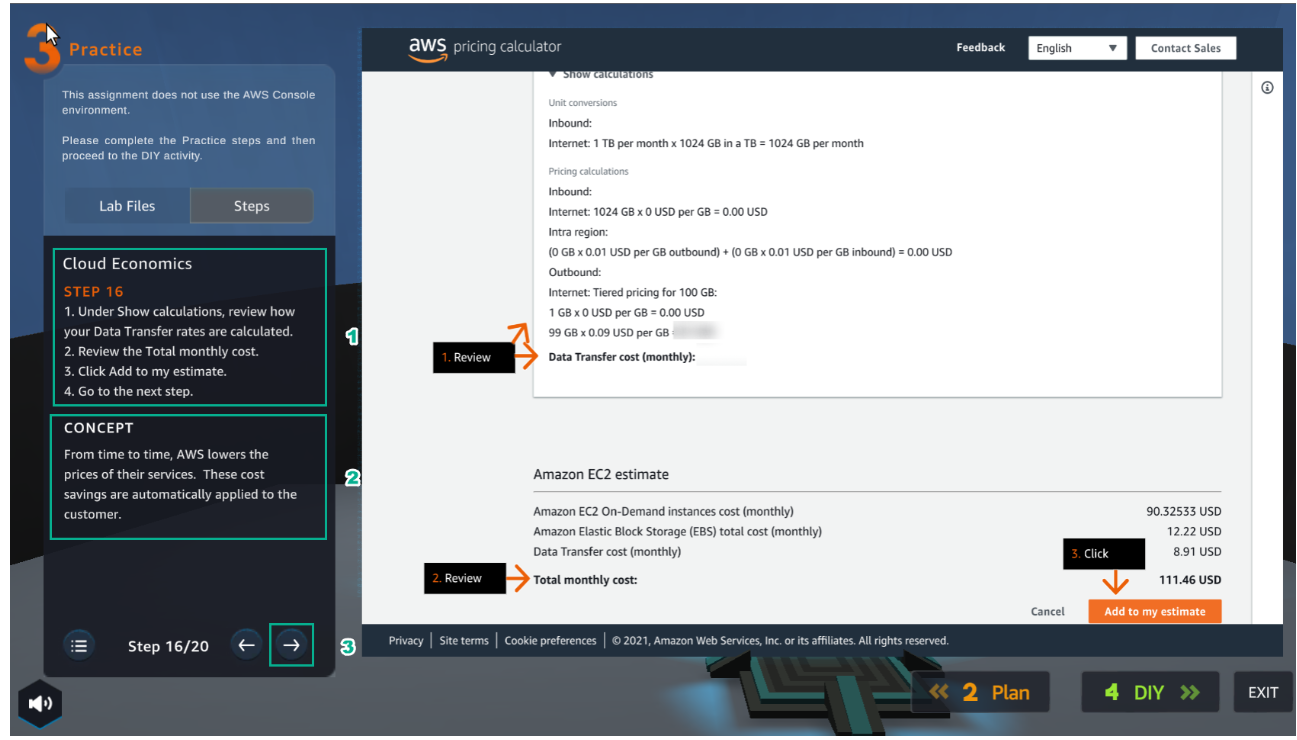 3 Practice
This assignment does not use the AWS Console
environment.
Please complete the Practice steps and then
proceed to the DIY activity.
Lab Files
Steps
Cloud Economics
STEP 16
1. Under Show calculations, review how
your Data Transfer rates are calculated.
2. Review the Total monthly cost.
3. Click Add to my estimate.
4. Go to the next step.
1
CONCEPT
From time to time, AWS lowers the
prices of their services. These cost
savings are automatically applied to the
customer.
2
Step 16/20
3
aws pricing calculator
Feedback
English
Contact Sales
Show calculations
Unit conversions
Inbound:
Internet: 1 TB per month x 1024 GB in a TB = 1024 GB per month
Pricing calculations
Inbound:
Internet: 1024 GB x 0 USD per GB = 0.00 USD
Intra region:
(0 GB x 0.01 USD per GB outbound) + (0 GB x 0.01 USD per GB inbound) = 0.00 USD
Outbound:
Internet: Tiered pricing for 100 GB:
1 GB x 0 USD per GB = 0.00 USD
99 GB x 0.09 USD per GB
1. Review
Data Transfer cost (monthly):
Amazon EC2 estimate
Amazon EC2 On-Demand instances cost (monthly) 90.32533 USD
Amazon Elastic Block Storage (EBS) total cost (monthly) 12.22 USD
Data Transfer cost (monthly) 8.91 USD
3. Click
2. Review
Total monthly cost: 111.46 USD
Cancel
Add to my estimate
Privacy | Site terms | Cookie preferences | © 2021, Amazon Web Services, Inc. or its affiliates. All rights reserved.
2 Plan
4 DIY
EXIT